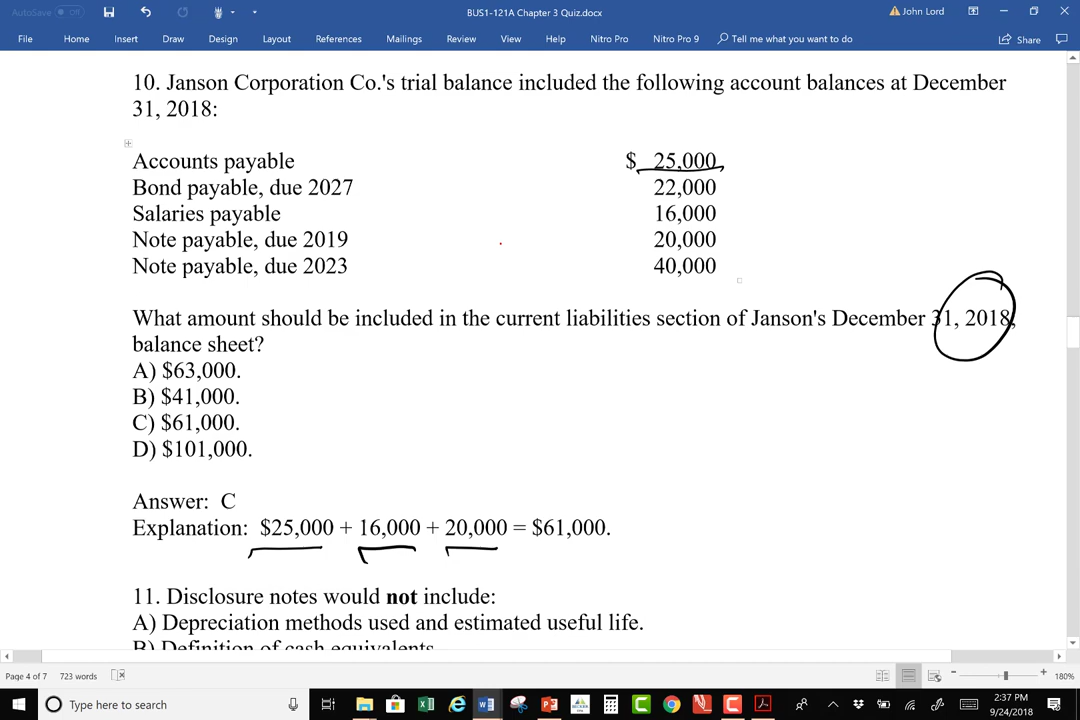 AutoSave Off
BUS1-121A Chapter 3 Quiz.docx
John Lord
File Home Insert Draw Design Layout References Mailings Review View Help Nitro Pro Nitro Pro 9 Tell me what you want to do Share
10. Janson Corporation Co.'s trial balance included the following account balances at December
31, 2018:
Accounts payable $ 25,000
Bond payable, due 2027 22,000
Salaries payable 16,000
Note payable, due 2019 20,000
Note payable, due 2023 40,000
What amount should be included in the current liabilities section of Janson's December 31, 2018,
balance sheet?
A) $63,000.
B) $41,000.
C) $61,000.
D) $101,000.
Answer: C
Explanation: $25,000 + 16,000 + 20,000 = $61,000.
11. Disclosure notes would not include:
A) Depreciation methods used and estimated useful life.
B) Definition of cash equivalents
Page 4 of 7 723 words 180%
Type here to search
2:37 PM
9/24/2018